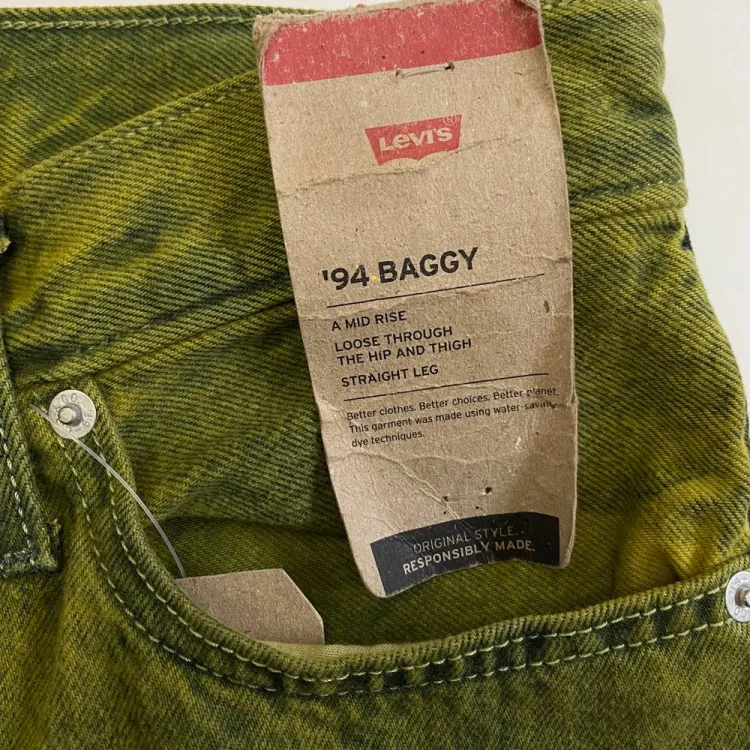 Levi's®
'94 BAGGY
A MID RISE
LOOSE THROUGH
THE HIP AND THIGH
STRAIGHT LEG
Better clothes. Better choices. Better planet.
This garment was made using water-saving
dye techniques.
ORIGINAL STYLE.
RESPONSIBLY MADE.